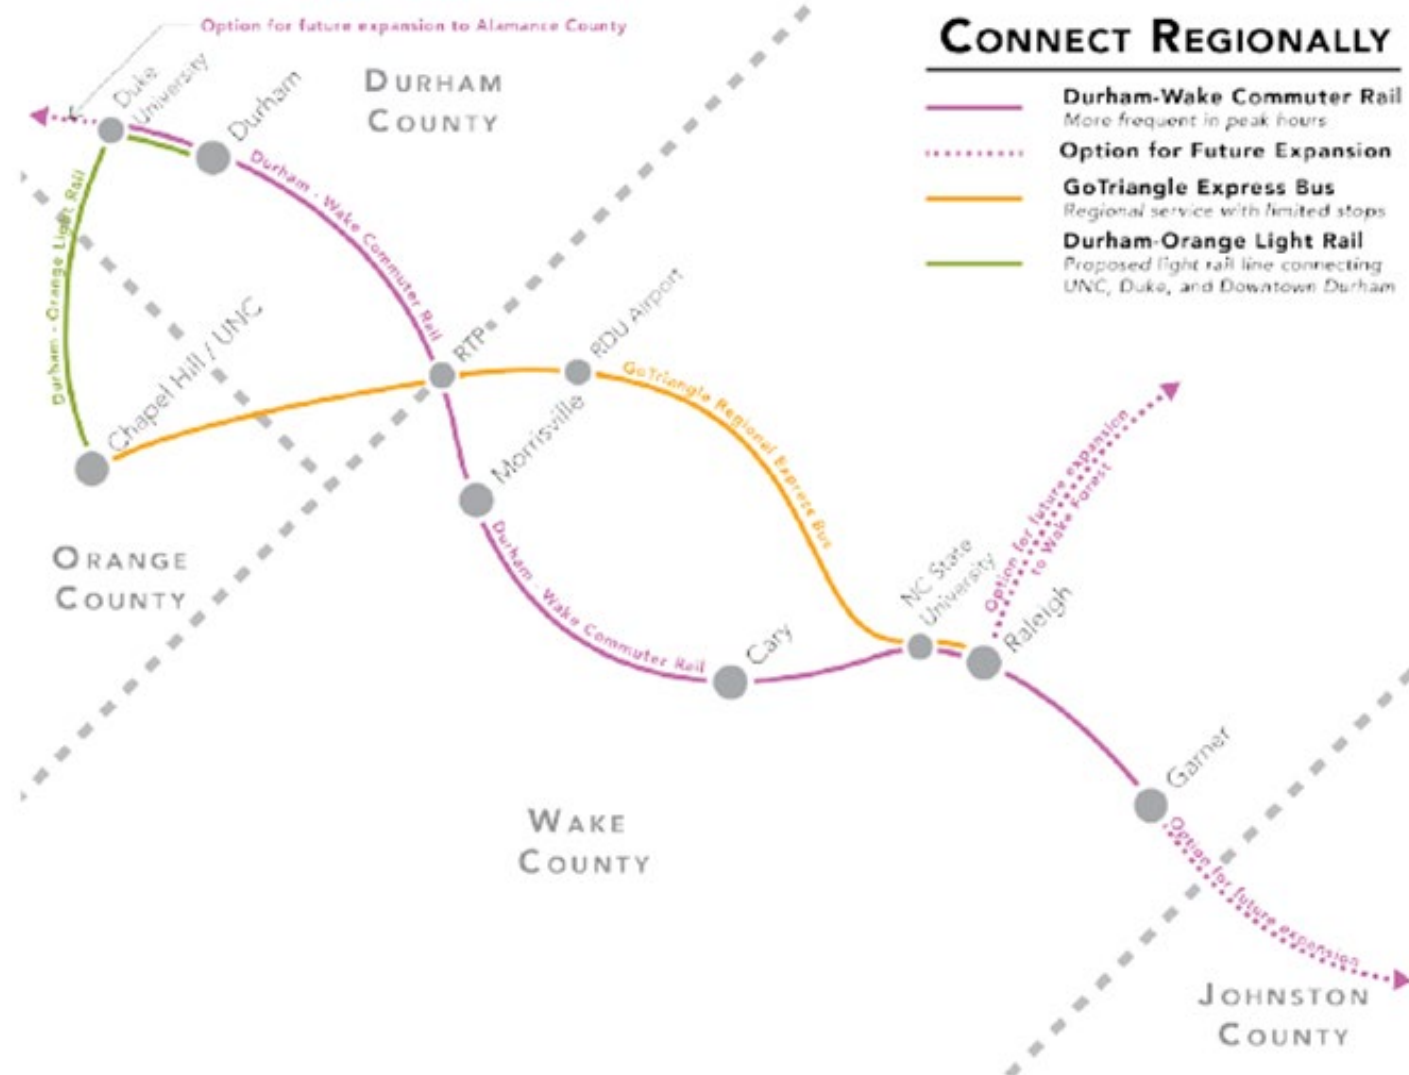 Option for future expansion to Alamance County
CONNECT REGIONALLY
Durham-Wake Commuter Rail
More frequent in peak hours
Option for Future Expansion
GoTriangle Express Bus
Regional service with limited stops
Durham-Orange Light Rail
Proposed light rail line connecting
UNC, Duke, and Downtown Durham
DURHAM
COUNTY
Duke
University
Durham
Durham - Wake Commuter Rail
Durham - Orange Light Rail
Chapel Hill / UNC
RTP
RDU Airport
GoTriangle Regional Express Bus
Morrisville
ORANGE
COUNTY
Durham - Wake Commuter Rail
Cary
NC State
University
Raleigh
Option for future expansion
to Wake Forest
Garner
Option for future expansion
WAKE
COUNTY
JOHNSTON
COUNTY